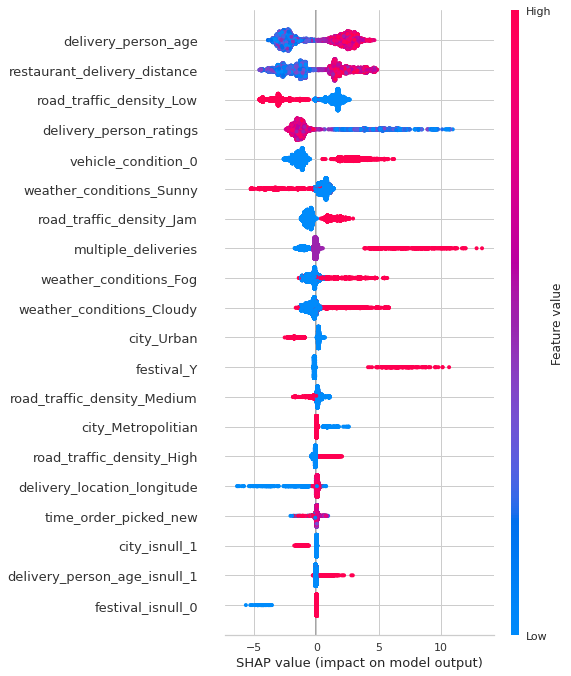 High
delivery_person_age
restaurant_delivery_distance
road_traffic_density_Low
delivery_person_ratings
vehicle_condition_0
weather_conditions_Sunny
road_traffic_density_Jam
multiple_deliveries
weather_conditions_Fog
weather_conditions_Cloudy
city_Urban
festival_Y
road_traffic_density_Medium
city_Metropolitian
road_traffic_density_High
delivery_location_longitude
time_order_picked_new
city_isnull_1
delivery_person_age_isnull_1
festival_isnull_0
Feature value
Low
−5 0 5 10
SHAP value (impact on model output)